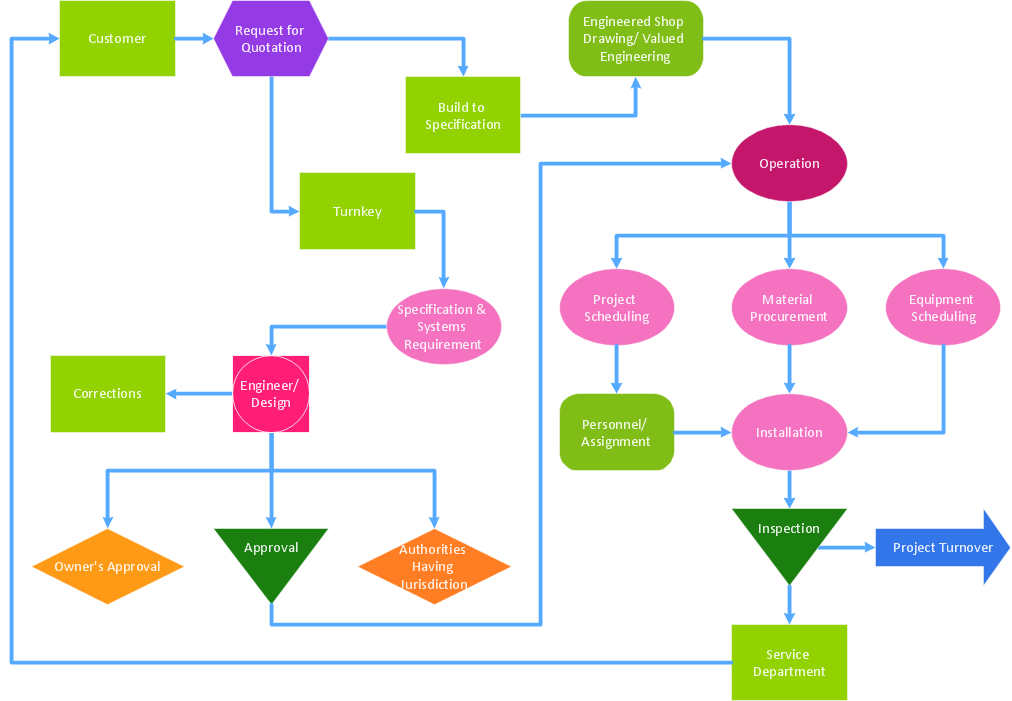 Customer
Request for
Quotation
Engineered Shop
Drawing/ Valued
Engineering
Build to
Specification
Operation
Turnkey
Specification &
Systems
Requirement
Project
Scheduling
Material
Procurement
Equipment
Scheduling
Corrections
Engineer/
Design
Personnel/
Assignment
Installation
Owner's Approval
Approval
Authorities
Having
Jurisdiction
Inspection
Project Turnover
Service
Department